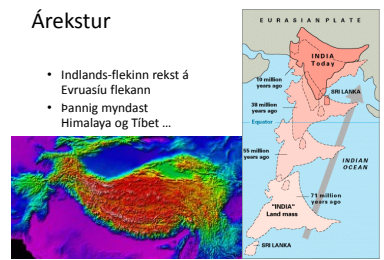 Árekstur
• Indlands-flekinn rekst á
Evruasíu flekann
• Þannig myndast
Himalaya og Tíbet …
EURASIAN PLATE
INDIA
Today
10 million
years ago
SRI LANKA
38 million
years ago
Equator
55 million
years ago
INDIAN
OCEAN
71 million
years ago
"INDIA"
Land mass
SRI LANKA